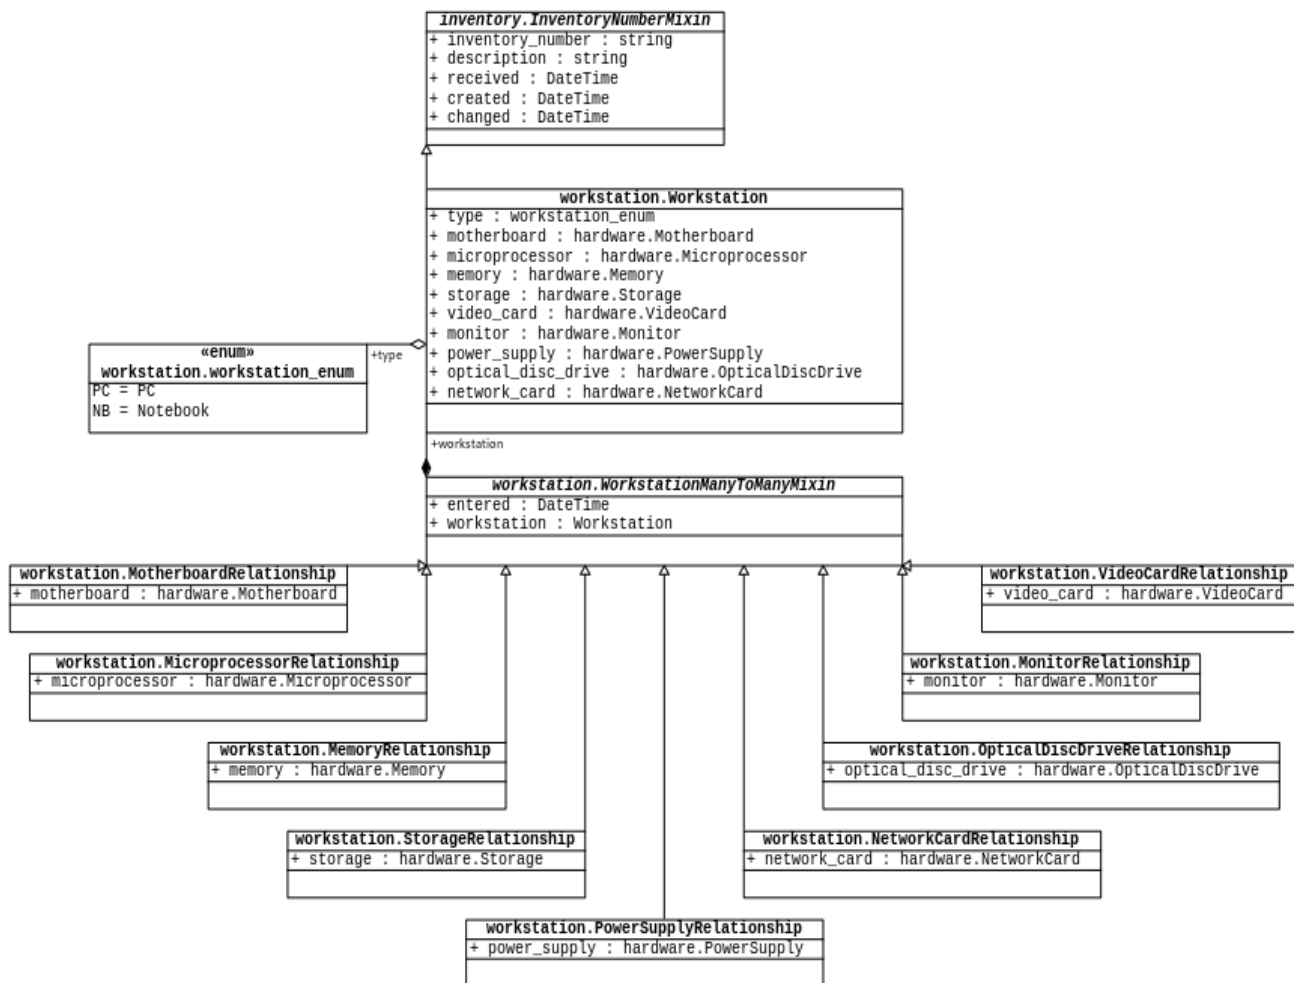 inventory.InventoryNumberMixin
+ inventory_number : string
+ description : string
+ received : DateTime
+ created : DateTime
+ changed : DateTime
workstation.Workstation
+ type : workstation_enum
+ motherboard : hardware.Motherboard
+ microprocessor : hardware.Microprocessor
+ memory : hardware.Memory
+ storage : hardware.Storage
+ video_card : hardware.VideoCard
+ monitor : hardware.Monitor
+ power_supply : hardware.PowerSupply
+ optical_disc_drive : hardware.OpticalDiscDrive
+ network_card : hardware.NetworkCard
«enum»
workstation.workstation_enum
PC = PC
NB = Notebook
+type
+workstation
workstation.WorkstationManyToManyMixin
+ entered : DateTime
+ workstation : Workstation
workstation.MotherboardRelationship
+ motherboard : hardware.Motherboard
workstation.VideoCardRelationship
+ video_card : hardware.VideoCard
workstation.MicroprocessorRelationship
+ microprocessor : hardware.Microprocessor
workstation.MonitorRelationship
+ monitor : hardware.Monitor
workstation.MemoryRelationship
+ memory : hardware.Memory
workstation.OpticalDiscDriveRelationship
+ optical_disc_drive : hardware.OpticalDiscDrive
workstation.StorageRelationship
+ storage : hardware.Storage
workstation.NetworkCardRelationship
+ network_card : hardware.NetworkCard
workstation.PowerSupplyRelationship
+ power_supply : hardware.PowerSupply